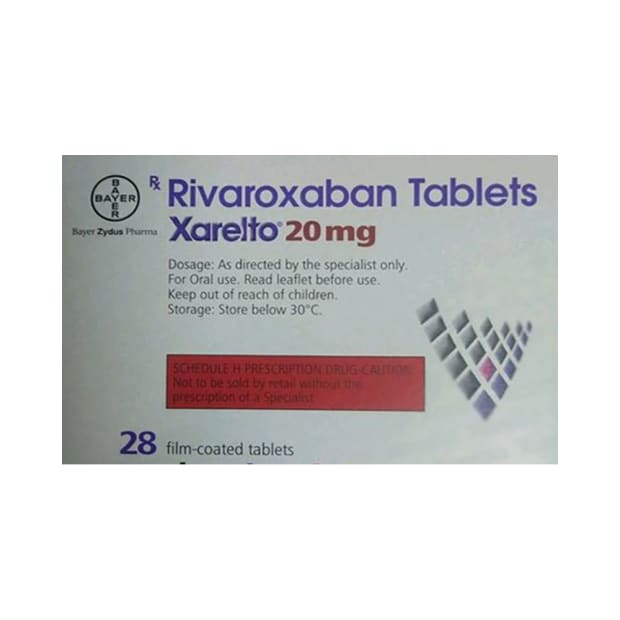 BAYER
BAYER
Bayer Zydus Pharma
Rx Rivaroxaban Tablets
Xarelto® 20 mg
Dosage: As directed by the specialist only.
For Oral use. Read leaflet before use.
Keep out of reach of children.
Storage: Store below 30°C.
SCHEDULE H PRESCRIPTION DRUG-CAUTION
Not to be sold by retail without the
prescription of a Specialist
28 film-coated tablets